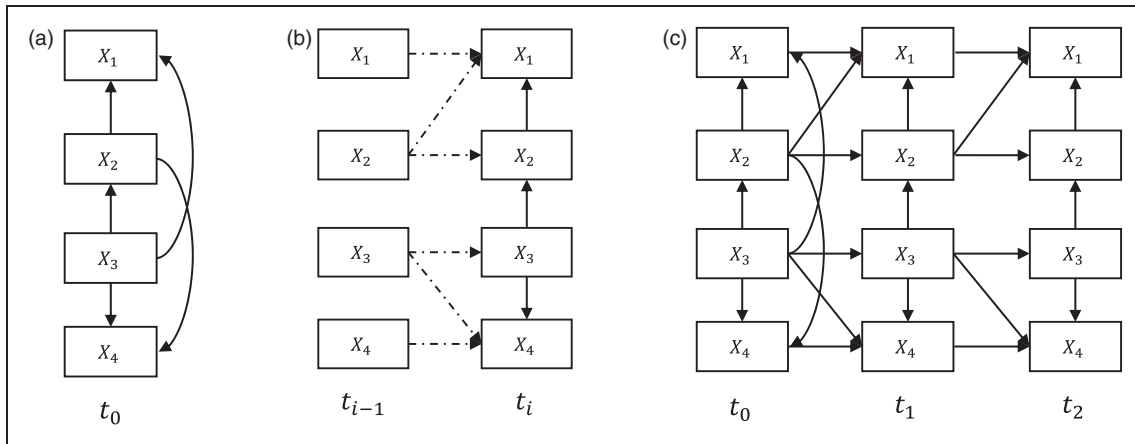 (a) (b) (c)
X₁ X₁ X₁ X₁ X₁ X₁
X₂ X₂ X₂ X₂ X₂ X₂
X₃ X₃ X₃ X₃ X₃ X₃
X₄ X₄ X₄ X₄ X₄ X₄
t₀ tᵢ₋₁ tᵢ t₀ t₁ t₂